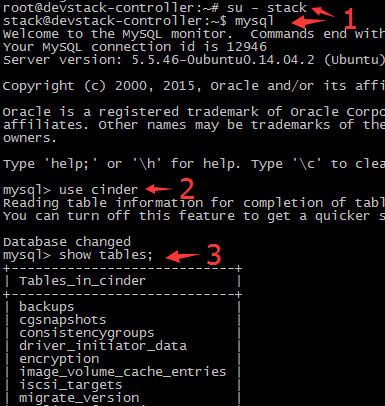 root@devstack-controller:~# su - stack
stack@devstack-controller:~$ mysql
1
Welcome to the MySQL monitor.  Commands end with
Your MySQL connection id is 12946
Server version: 5.5.46-0ubuntu0.14.04.2 (Ubuntu)
Copyright (c) 2000, 2015, Oracle and/or its affi
Oracle is a registered trademark of Oracle Corpo
affiliates. Other names may be trademarks of the
owners.
Type 'help;' or '\h' for help. Type '\c' to clea
mysql> use cinder
2
Reading table information for completion of tabl
You can turn off this feature to get a quicker s
Database changed
mysql> show tables;
3
+----------------------------+
| Tables_in_cinder           |
+----------------------------+
| backups                    |
| cgsnapshots                |
| consistencygroups          |
| driver_initiator_data      |
| encryption                 |
| image_volume_cache_entries |
| iscsi_targets              |
| migrate_version            |